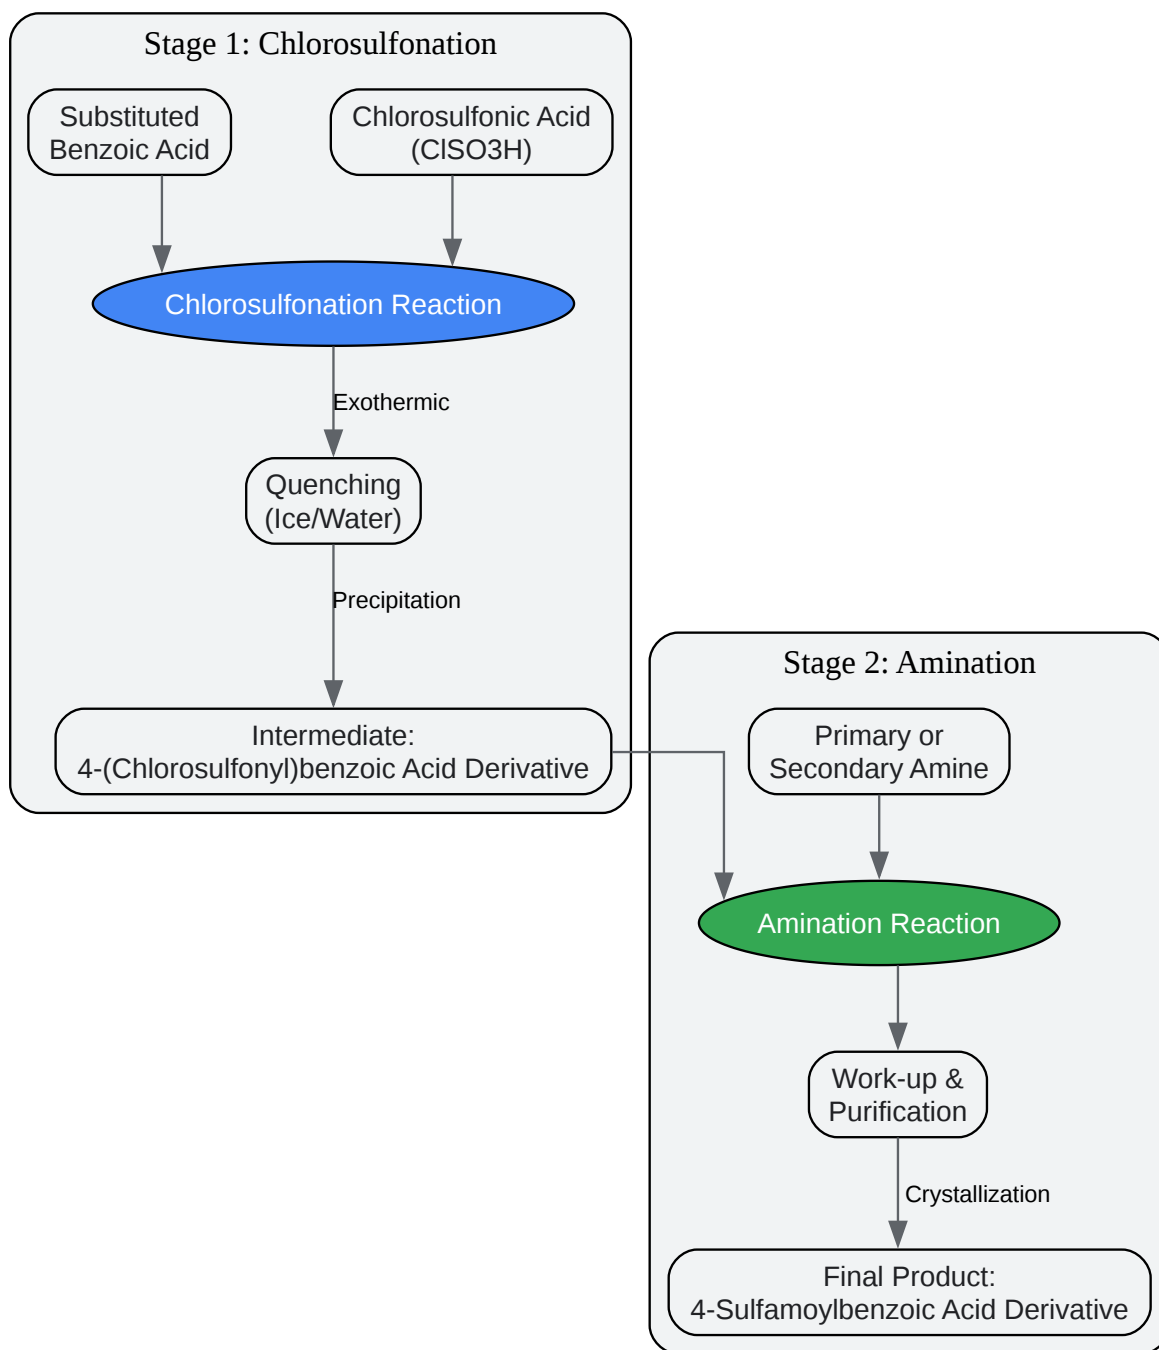 Stage 1: Chlorosulfonation
Substituted
Benzoic Acid
Chlorosulfonic Acid
(ClSO3H)
Chlorosulfonation Reaction
Exothermic
Quenching
(Ice/Water)
Precipitation
Intermediate:
4-(Chlorosulfonyl)benzoic Acid Derivative
Stage 2: Amination
Primary or
Secondary Amine
Amination Reaction
Work-up &
Purification
Crystallization
Final Product:
4-Sulfamoylbenzoic Acid Derivative